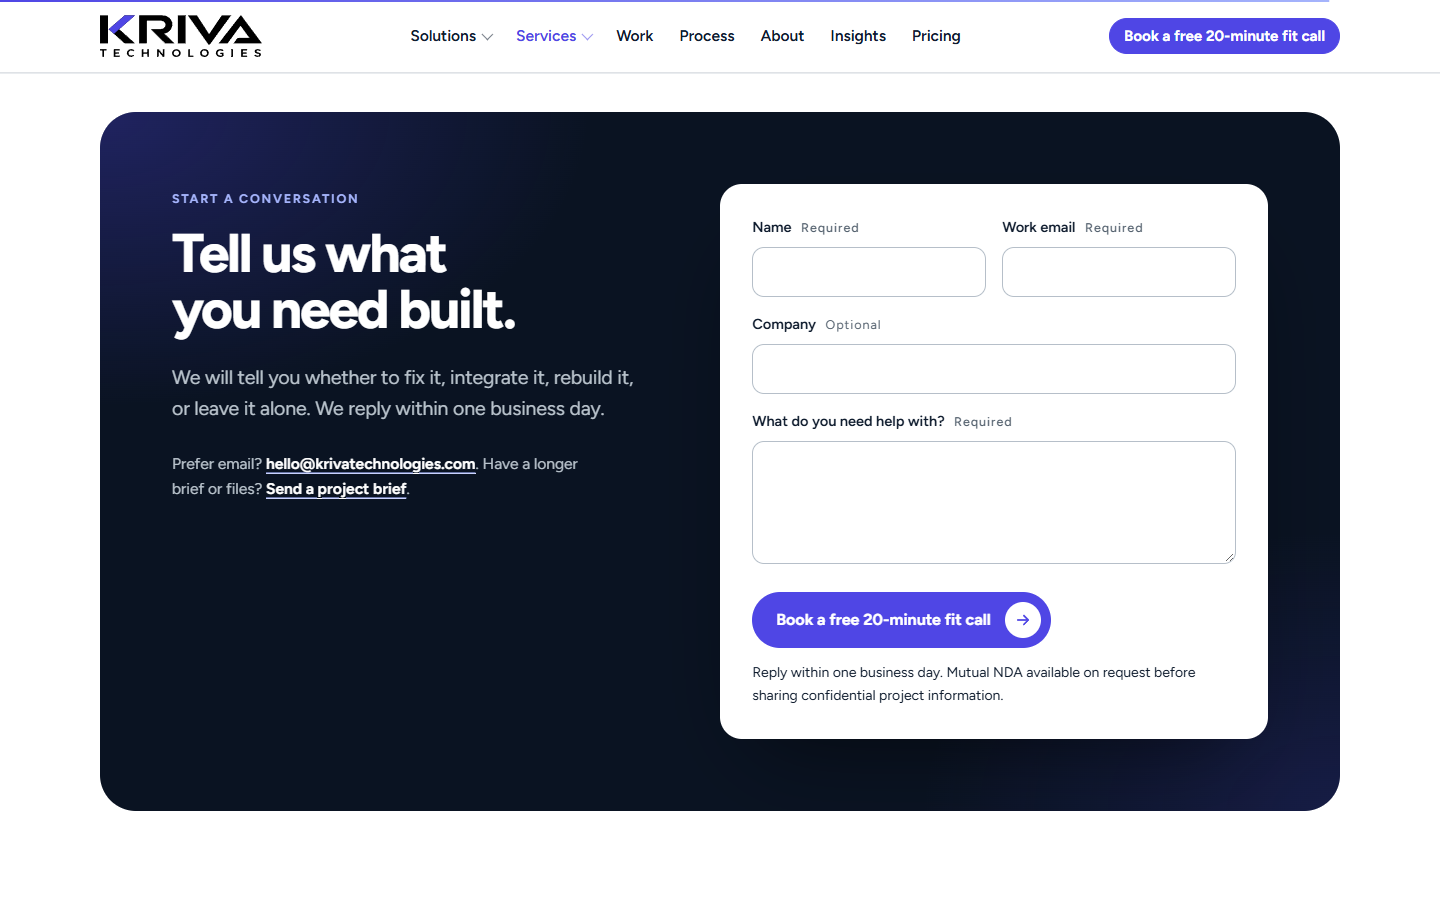 KRIVA
TECHNOLOGIES
Solutions
Services
Work
Process
About
Insights
Pricing
Book a free 20-minute fit call
START A CONVERSATION
Tell us what
you need built.
We will tell you whether to fix it, integrate it, rebuild it,
or leave it alone. We reply within one business day.
Prefer email? hello@krivatechnologies.com. Have a longer
brief or files? Send a project brief.
Name Required
Work email Required
Company Optional
What do you need help with? Required
Book a free 20-minute fit call
Reply within one business day. Mutual NDA available on request before
sharing confidential project information.